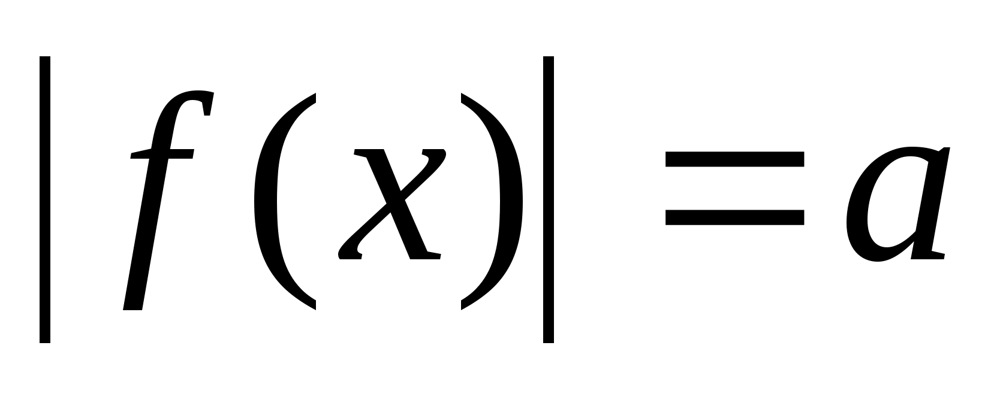 |f(x)| = a